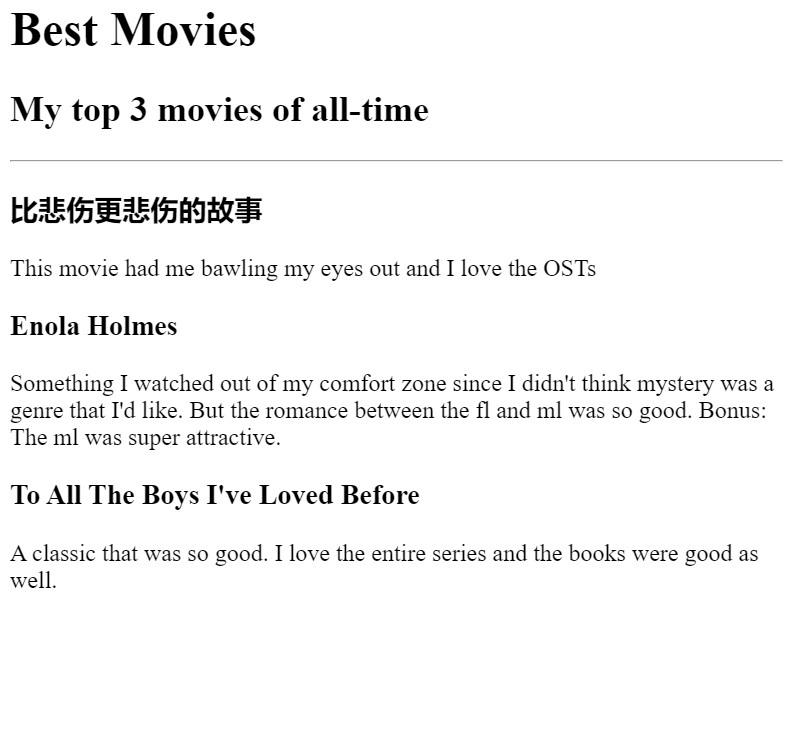 Best Movies
My top 3 movies of all-time
比悲伤更悲伤的故事
This movie had me bawling my eyes out and I love the OSTs
Enola Holmes
Something I watched out of my comfort zone since I didn't think mystery was a
genre that I'd like. But the romance between the fl and ml was so good. Bonus:
The ml was super attractive.
To All The Boys I've Loved Before
A classic that was so good. I love the entire series and the books were good as
well.